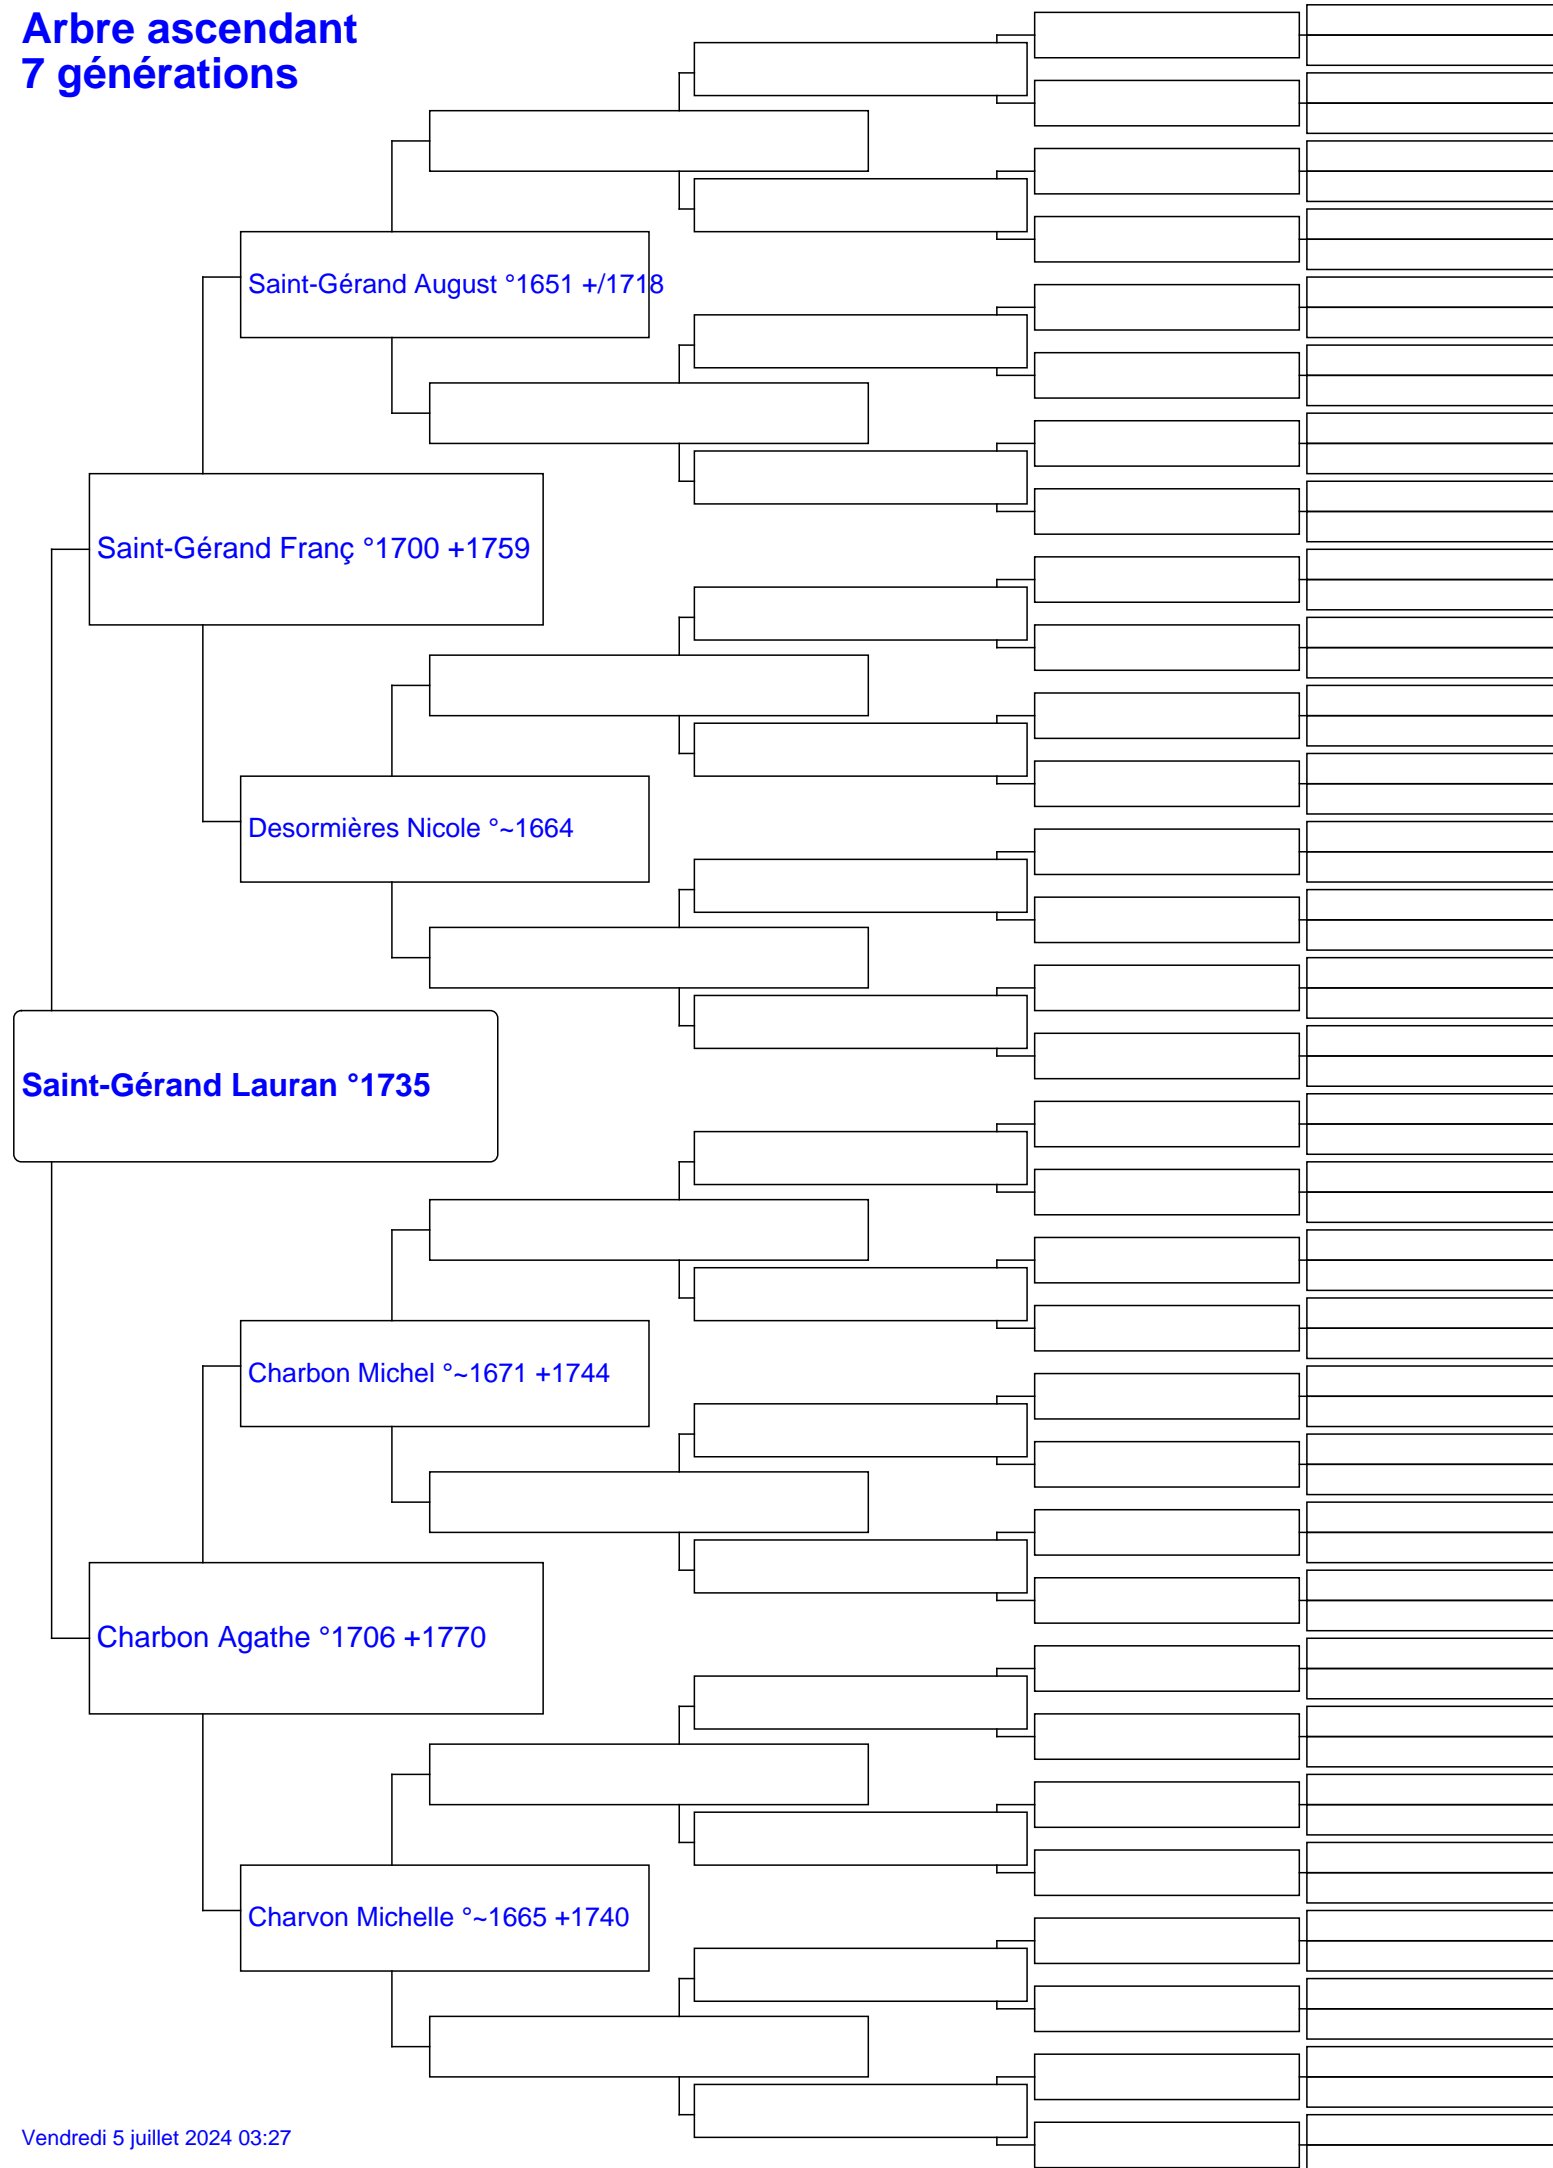 Arbre ascendant
7 générations
Saint-Gérand August °1651 +/1718
Saint-Gérand Franç °1700 +1759
Desormières Nicole °~1664
Saint-Gérand Lauran °1735
Charbon Michel °~1671 +1744
Charbon Agathe °1706 +1770
Charvon Michelle °~1665 +1740
Vendredi 5 juillet 2024 03:27